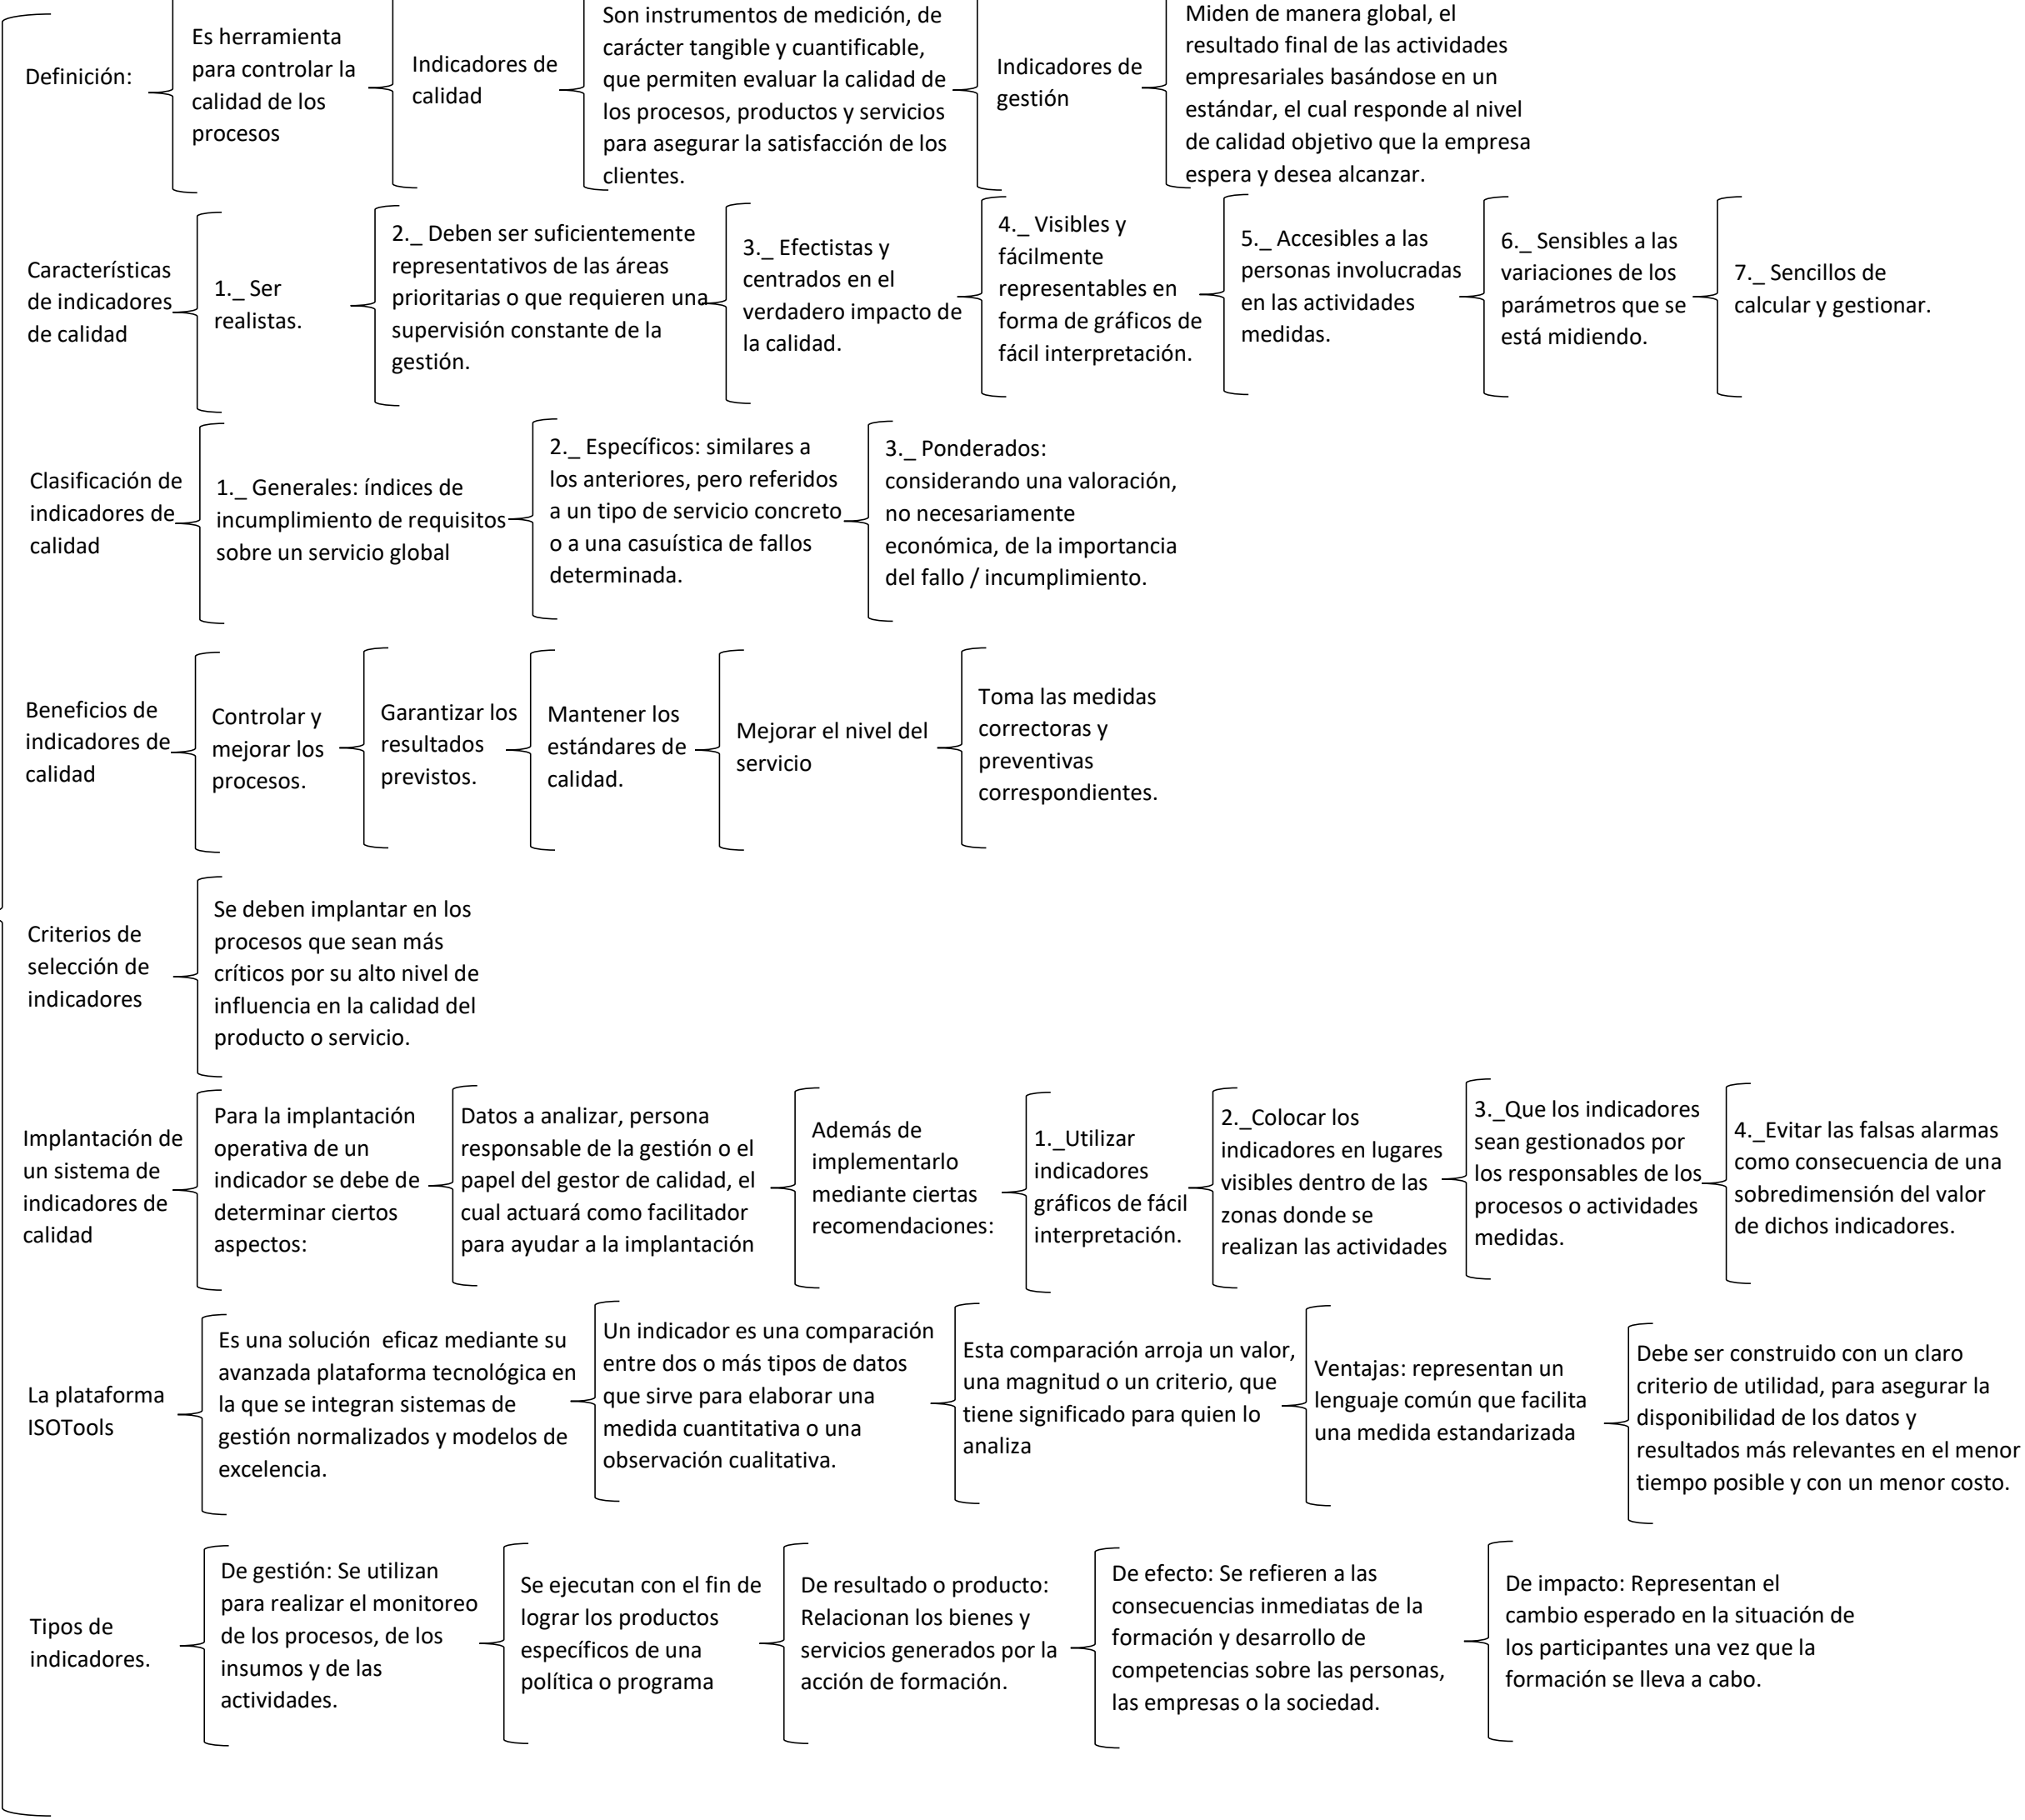 Definición:
Es herramienta
para controlar la
calidad de los
procesos
Indicadores de
calidad
Son instrumentos de medición, de
carácter tangible y cuantificable,
que permiten evaluar la calidad de
los procesos, productos y servicios
para asegurar la satisfacción de los
clientes.
Indicadores de
gestión
Miden de manera global, el
resultado final de las actividades
empresariales basándose en un
estándar, el cual responde al nivel
de calidad objetivo que la empresa
espera y desea alcanzar.
Características
de indicadores
de calidad
1._ Ser
realistas.
2._ Deben ser suficientemente
representativos de las áreas
prioritarias o que requieren una
supervisión constante de la
gestión.
3._ Efectistas y
centrados en el
verdadero impacto de
la calidad.
4._ Visibles y
fácilmente
representables en
forma de gráficos de
fácil interpretación.
5._ Accesibles a las
personas involucradas
en las actividades
medidas.
6._ Sensibles a las
variaciones de los
parámetros que se
está midiendo.
7._ Sencillos de
calcular y gestionar.
Clasificación de
indicadores de
calidad
1._ Generales: índices de
incumplimiento de requisitos
sobre un servicio global
2._ Específicos: similares a
los anteriores, pero referidos
a un tipo de servicio concreto
o a una casuística de fallos
determinada.
3._ Ponderados:
considerando una valoración,
no necesariamente
económica, de la importancia
del fallo / incumplimiento.
Beneficios de
indicadores de
calidad
Controlar y
mejorar los
procesos.
Garantizar los
resultados
previstos.
Mantener los
estándares de
calidad.
Mejorar el nivel del
servicio
Toma las medidas
correctoras y
preventivas
correspondientes.
Criterios de
selección de
indicadores
Se deben implantar en los
procesos que sean más
críticos por su alto nivel de
influencia en la calidad del
producto o servicio.
Implantación de
un sistema de
indicadores de
calidad
Para la implantación
operativa de un
indicador se debe de
determinar ciertos
aspectos:
Datos a analizar, persona
responsable de la gestión o el
papel del gestor de calidad, el
cual actuará como facilitador
para ayudar a la implantación
Además de
implementarlo
mediante ciertas
recomendaciones:
1._Utilizar
indicadores
gráficos de fácil
interpretación.
2._Colocar los
indicadores en lugares
visibles dentro de las
zonas donde se
realizan las actividades
3._Que los indicadores
sean gestionados por
los responsables de los
procesos o actividades
medidas.
4._Evitar las falsas alarmas
como consecuencia de una
sobredimensión del valor
de dichos indicadores.
La plataforma
ISOTools
Es una solución  eficaz mediante su
avanzada plataforma tecnológica en
la que se integran sistemas de
gestión normalizados y modelos de
excelencia.
Un indicador es una comparación
entre dos o más tipos de datos
que sirve para elaborar una
medida cuantitativa o una
observación cualitativa.
Esta comparación arroja un valor,
una magnitud o un criterio, que
tiene significado para quien lo
analiza
Ventajas: representan un
lenguaje común que facilita
una medida estandarizada
Debe ser construido con un claro
criterio de utilidad, para asegurar la
disponibilidad de los datos y
resultados más relevantes en el menor
tiempo posible y con un menor costo.
Tipos de
indicadores.
De gestión: Se utilizan
para realizar el monitoreo
de los procesos, de los
insumos y de las
actividades.
Se ejecutan con el fin de
lograr los productos
específicos de una
política o programa
De resultado o producto:
Relacionan los bienes y
servicios generados por la
acción de formación.
De efecto: Se refieren a las
consecuencias inmediatas de la
formación y desarrollo de
competencias sobre las personas,
las empresas o la sociedad.
De impacto: Representan el
cambio esperado en la situación de
los participantes una vez que la
formación se lleva a cabo.